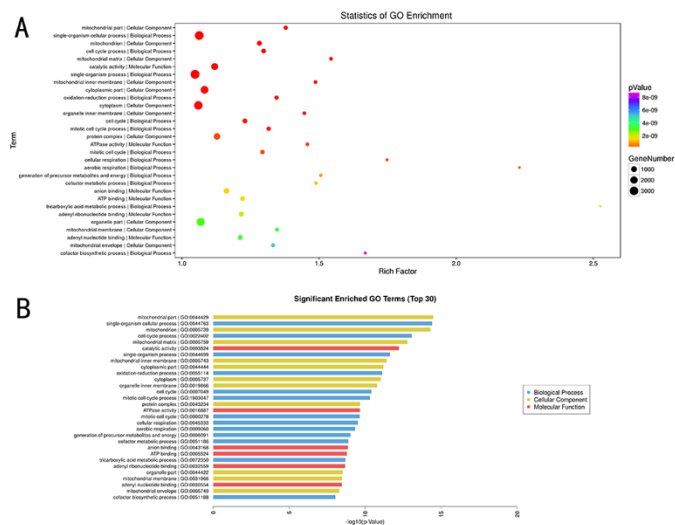 A
Statistics of GO Enrichment
mitochondrial part | Cellular Component
single-organism cellular process | Biological Process
mitochondrion | Cellular Component
cell cycle process | Biological Process
mitochondrial matrix | Cellular Component
catalytic activity | Molecular Function
single-organism process | Biological Process
mitochondrial inner membrane | Cellular Component
cytoplasmic part | Cellular Component
oxidation-reduction process | Biological Process
cytoplasm | Cellular Component
organelle inner membrane | Cellular Component
cell cycle | Biological Process
mitotic cell cycle process | Biological Process
protein complex | Cellular Component
ATPase activity | Molecular Function
mitotic cell cycle | Biological Process
cellular respiration | Biological Process
aerobic respiration | Biological Process
generation of precursor metabolites and energy | Biological Process
cofactor metabolic process | Biological Process
anion binding | Molecular Function
ATP binding | Molecular Function
tricarboxylic acid metabolic process | Biological Process
adenyl ribonucleotide binding | Molecular Function
organelle part | Cellular Component
mitochondrial membrane | Cellular Component
adenyl nucleotide binding | Molecular Function
mitochondrial envelope | Cellular Component
cofactor biosynthetic process | Biological Process
Term
1.0 1.5 2.0 2.5
Rich Factor
pValue
8e-09
6e-09
4e-09
2e-09
GeneNumber
1000
2000
3000
B
Significant Enriched GO Terms (Top 30)
mitochondrial part | GO:0044429
single-organism cellular process | GO:0044763
mitochondrion | GO:0005739
cell cycle process | GO:0022402
mitochondrial matrix | GO:0005759
catalytic activity | GO:0003824
single-organism process | GO:0044699
mitochondrial inner membrane | GO:0005743
cytoplasmic part | GO:0044444
oxidation-reduction process | GO:0055114
cytoplasm | GO:0005737
organelle inner membrane | GO:0019866
cell cycle | GO:0007049
mitotic cell cycle process | GO:1903047
protein complex | GO:0043234
ATPase activity | GO:0016887
mitotic cell cycle | GO:0000278
cellular respiration | GO:0045333
aerobic respiration | GO:0009060
generation of precursor metabolites and energy | GO:0006091
cofactor metabolic process | GO:0051186
anion binding | GO:0043168
ATP binding | GO:0005524
tricarboxylic acid metabolic process | GO:0072350
adenyl ribonucleotide binding | GO:0032559
organelle part | GO:0044422
mitochondrial membrane | GO:0031966
adenyl nucleotide binding | GO:0030554
mitochondrial envelope | GO:0005740
cofactor biosynthetic process | GO:0051188
0 5 10 15 20
-log10(p-Value)
Biological Process
Cellular Component
Molecular Function